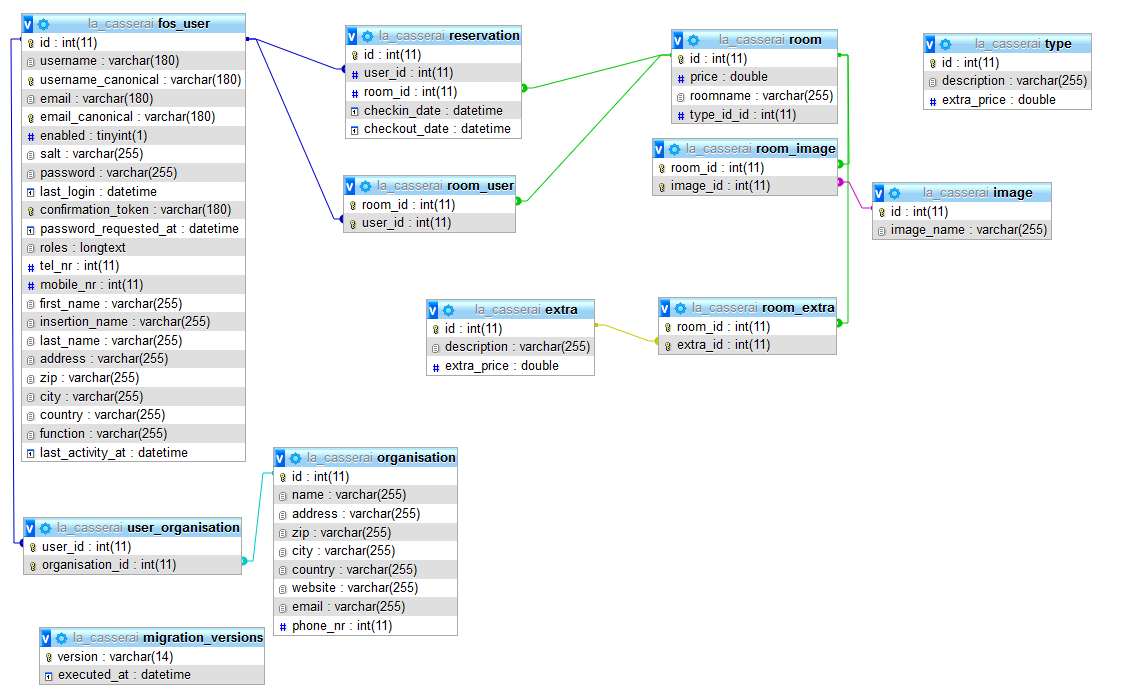 la_casserai fos_user
id : int(11)
username : varchar(180)
username_canonical : varchar(180)
email : varchar(180)
email_canonical : varchar(180)
enabled : tinyint(1)
salt : varchar(255)
password : varchar(255)
last_login : datetime
confirmation_token : varchar(180)
password_requested_at : datetime
roles : longtext
tel_nr : int(11)
mobile_nr : int(11)
first_name : varchar(255)
insertion_name : varchar(255)
last_name : varchar(255)
address : varchar(255)
zip : varchar(255)
city : varchar(255)
country : varchar(255)
function : varchar(255)
last_activity_at : datetime
la_casserai reservation
id : int(11)
user_id : int(11)
room_id : int(11)
checkin_date : datetime
checkout_date : datetime
la_casserai room
id : int(11)
price : double
roomname : varchar(255)
type_id_id : int(11)
la_casserai type
id : int(11)
description : varchar(255)
extra_price : double
la_casserai room_image
room_id : int(11)
image_id : int(11)
la_casserai room_user
room_id : int(11)
user_id : int(11)
la_casserai image
id : int(11)
image_name : varchar(255)
la_casserai extra
id : int(11)
description : varchar(255)
extra_price : double
la_casserai room_extra
room_id : int(11)
extra_id : int(11)
la_casserai organisation
id : int(11)
name : varchar(255)
address : varchar(255)
zip : varchar(255)
city : varchar(255)
country : varchar(255)
website : varchar(255)
email : varchar(255)
phone_nr : int(11)
la_casserai user_organisation
user_id : int(11)
organisation_id : int(11)
la_casserai migration_versions
version : varchar(14)
executed_at : datetime